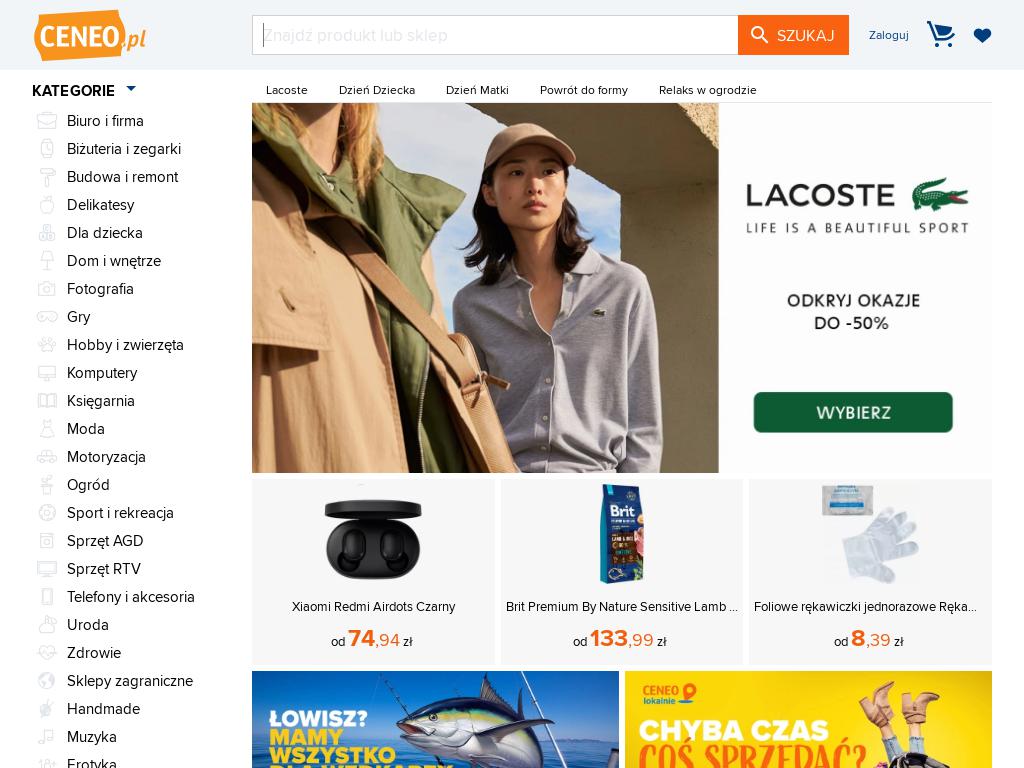 CENEO.pl
Znajdź produkt lub sklep
SZUKAJ
Zaloguj
KATEGORIE
Biuro i firma
Biżuteria i zegarki
Budowa i remont
Delikatesy
Dla dziecka
Dom i wnętrze
Fotografia
Gry
Hobby i zwierzęta
Komputery
Księgarnia
Moda
Motoryzacja
Ogród
Sport i rekreacja
Sprzęt AGD
Sprzęt RTV
Telefony i akcesoria
Uroda
Zdrowie
Sklepy zagraniczne
Handmade
Muzyka
Erotyka
Lacoste
Dzień Dziecka
Dzień Matki
Powrót do formy
Relaks w ogrodzie
LACOSTE
LIFE IS A BEAUTIFUL SPORT
ODKRYJ OKAZJE
DO -50%
WYBIERZ
Xiaomi Redmi Airdots Czarny
od 74,94 zł
Brit
Brit Premium By Nature Sensitive Lamb ...
od 133,99 zł
Foliowe rękawiczki jednorazowe Ręka...
od 8,39 zł
ŁOWISZ?
MAMY
WSZYSTKO
DLA WĘDKARZY
CENEO
lokalnie
CHYBA CZAS
COŚ SPRZEDAĆ?